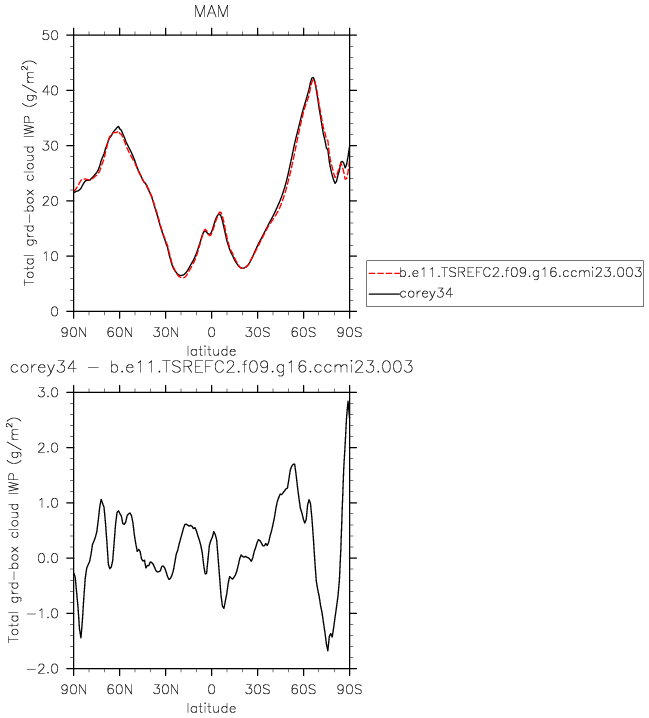 MAM
Total grd-box cloud IWP (g/m²)
50
40
30
20
10
0
90N 60N 30N 0 30S 60S 90S
latitude
b.e11.TSREFC2.f09.g16.ccmi23.003
corey34
corey34 - b.e11.TSREFC2.f09.g16.ccmi23.003
Total grd-box cloud IWP (g/m²)
3.0
2.0
1.0
0.0
-1.0
-2.0
90N 60N 30N 0 30S 60S 90S
latitude